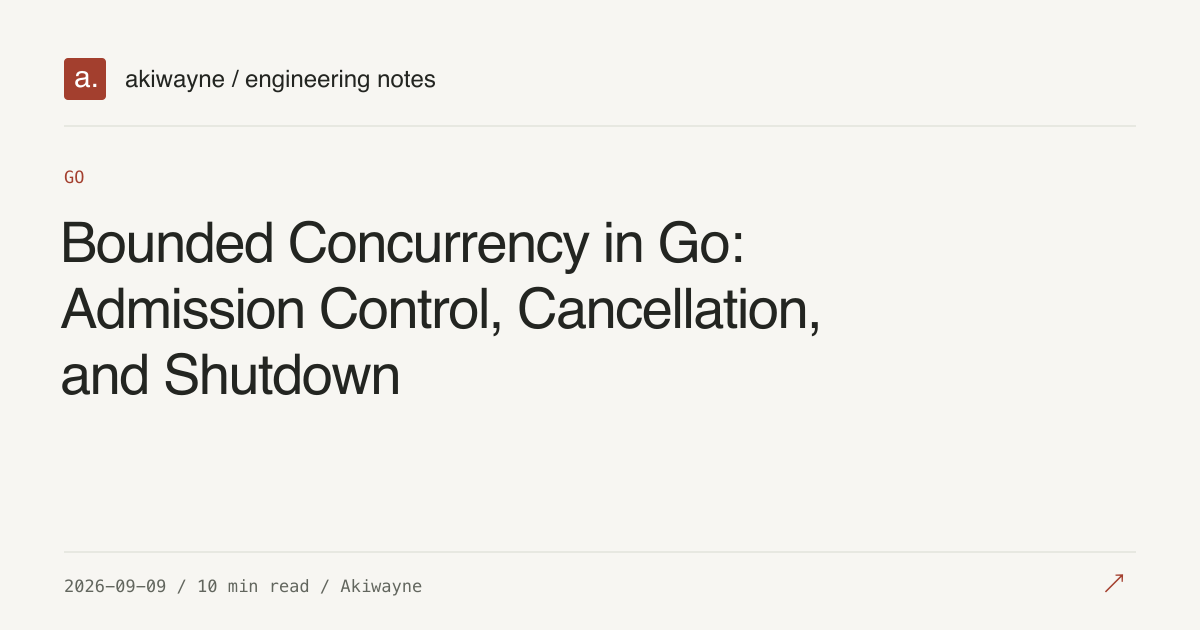 a.
akiwayne / engineering notes
GO
Bounded Concurrency in Go:
Admission Control, Cancellation,
and Shutdown
2026-09-09 / 10 min read / Akiwayne